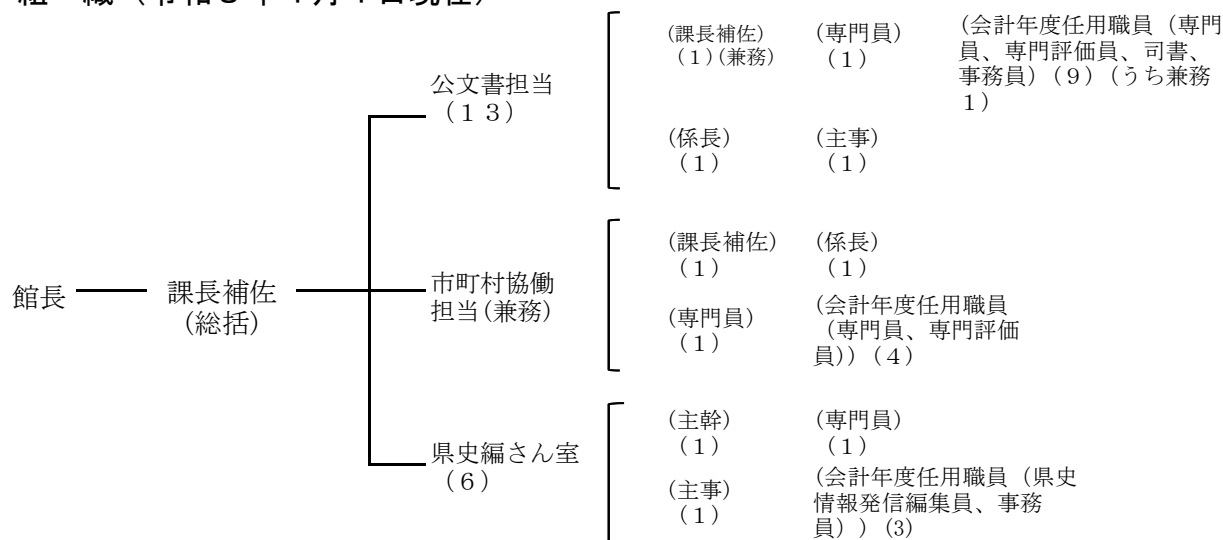 館長
課長補佐
(総括)
公文書担当
（１３）
(課長補佐)
（１）(兼務)
(専門員)
（１）
(会計年度任用職員（専門
員、専門評価員、司書、
事務員)（９）(うち兼務
１）
(係長)
（１）
(主事)
（１）
市町村協働
担当(兼務)
(課長補佐)
（１）
(係長)
（１）
(専門員)
（１）
(会計年度任用職員
（専門員、専門評価
員))（４）
県史編さん室
（６）
(主幹)
（１）
(専門員)
（１）
(主事)
（１）
(会計年度任用職員（県史
情報発信編集員、事務
員））(3)